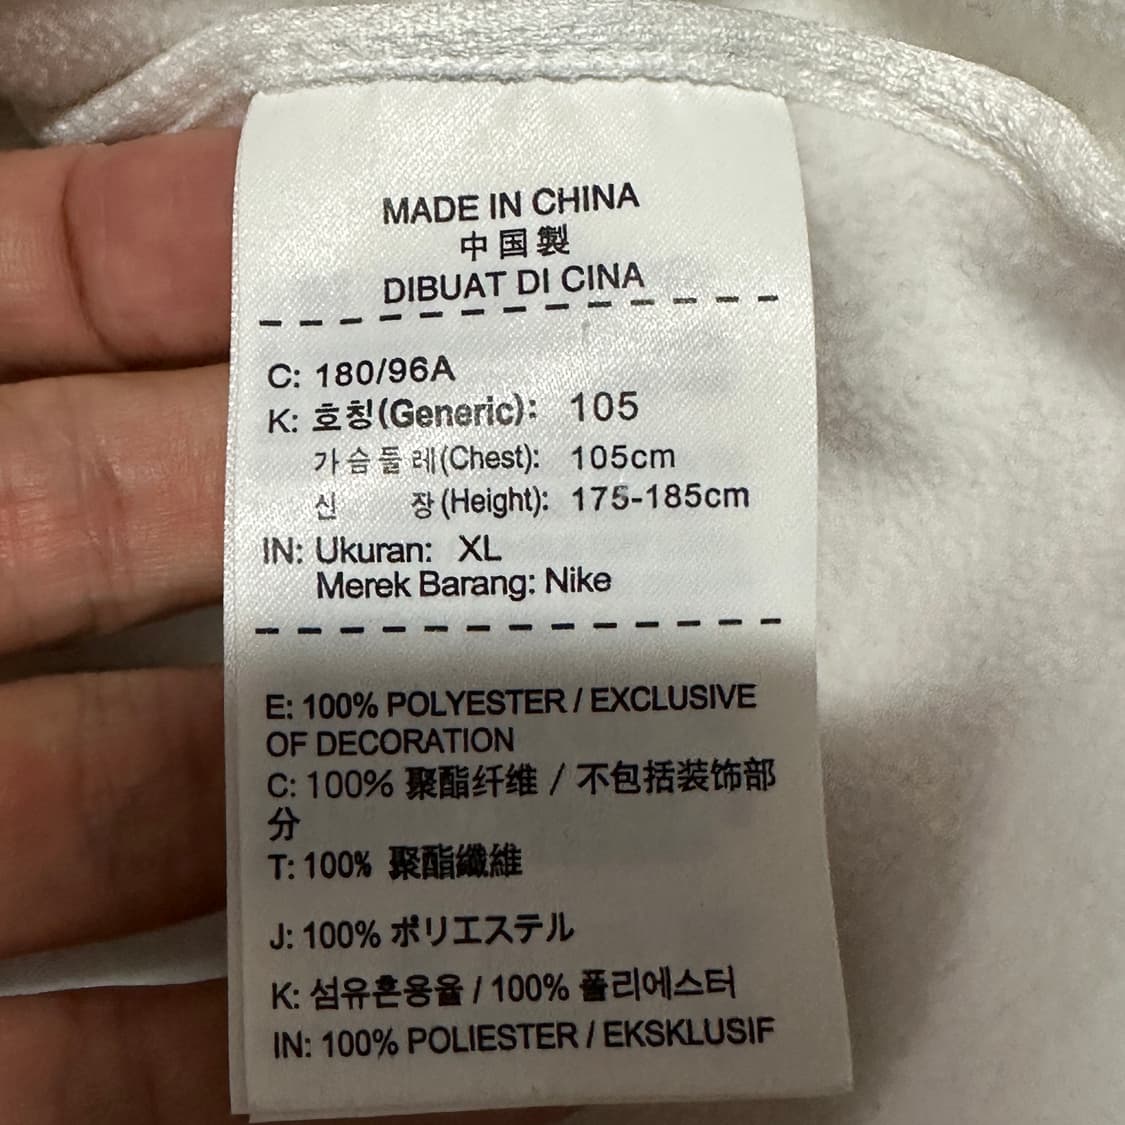 MADE IN CHINA
中国製
DIBUAT DI CINA
C: 180/96A
K: 호칭(Generic): 105
가슴둘레(Chest): 105cm
신 장(Height): 175-185cm
IN: Ukuran: XL
Merek Barang: Nike
E: 100% POLYESTER / EXCLUSIVE
OF DECORATION
C: 100% 聚酯纤维 / 不包括装饰部
分
T: 100% 聚酯纖維
J: 100% ポリエステル
K: 섬유혼용율 / 100% 폴리에스터
IN: 100% POLIESTER / EKSKLUSIF